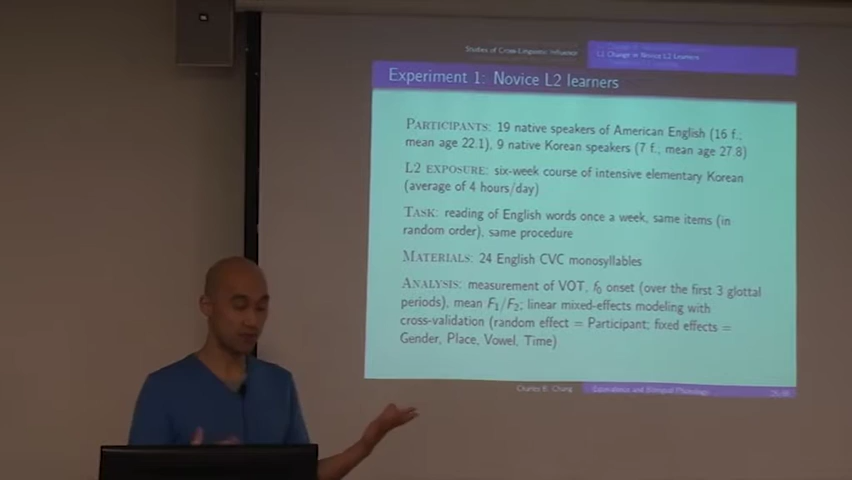 Studies of Cross-Linguistic Influence
L1 Change in Novice L2 Learners
Experiment 1: Novice L2 learners
PARTICIPANTS: 19 native speakers of American English (16 f.;
mean age 22.1), 9 native Korean speakers (7 f., mean age 27.8)
L2 EXPOSURE: six-week course of intensive elementary Korean
(average of 4 hours/day)
TASK: reading of English words once a week, same items (in
random order), same procedure
MATERIALS: 24 English CVC monosyllables
ANALYSIS: measurement of VOT, f0 onset (over the first 3 glottal
periods), mean F1/F2; linear mixed-effects modeling with
cross-validation (random effect = Participant; fixed effects =
Gender, Place, Vowel, Time)
Charles B. Chang
Equivalence and Bilingual Phonology